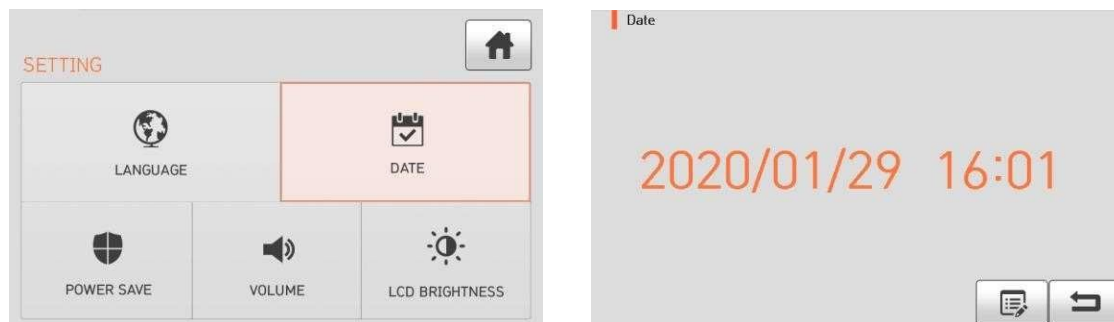 SETTING
LANGUAGE
DATE
POWER SAVE
VOLUME
LCD BRIGHTNESS
Date
2020/01/29 16:01